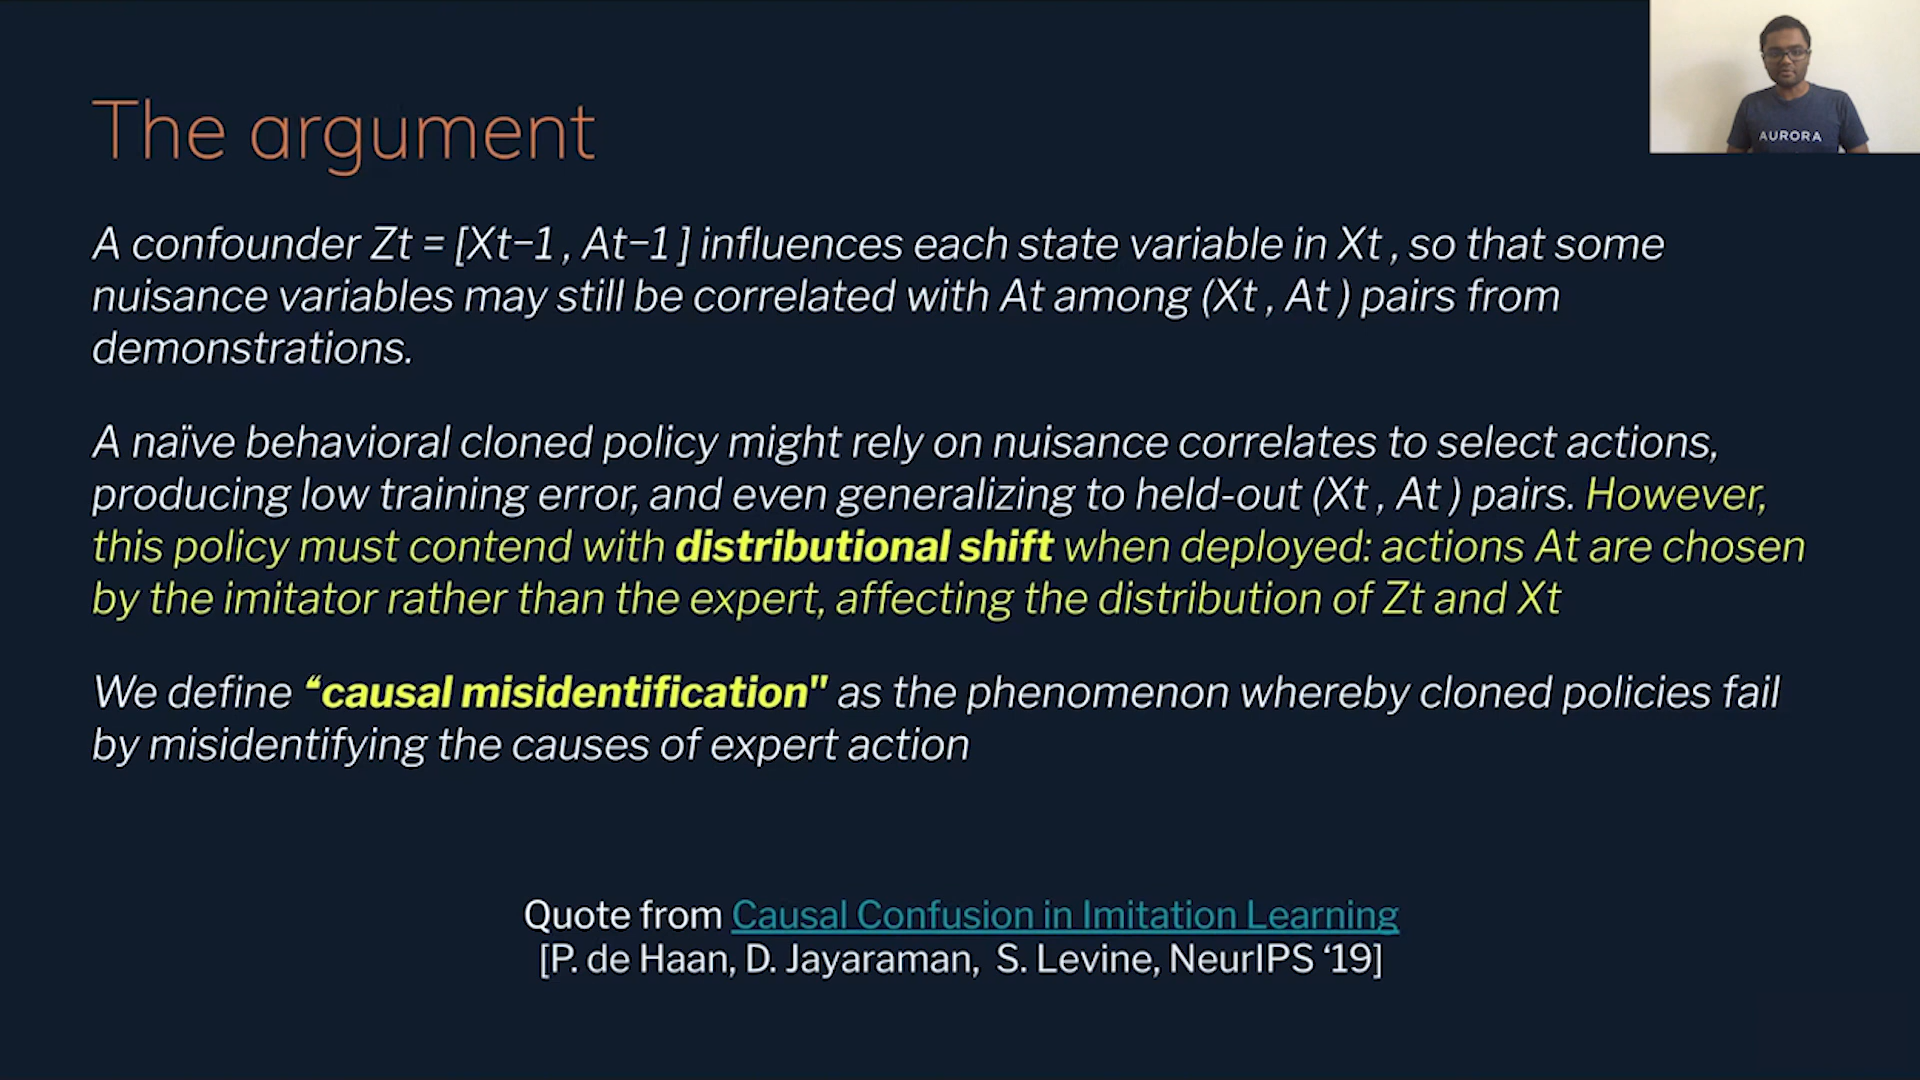 The argument
AURORA
A confounder Zt = [Xt−1 , At−1 ] influences each state variable in Xt , so that some
nuisance variables may still be correlated with At among (Xt , At ) pairs from
demonstrations.
A naïve behavioral cloned policy might rely on nuisance correlates to select actions,
producing low training error, and even generalizing to held-out (Xt , At ) pairs. However,
this policy must contend with distributional shift when deployed: actions At are chosen
by the imitator rather than the expert, affecting the distribution of Zt and Xt
We define “causal misidentification" as the phenomenon whereby cloned policies fail
by misidentifying the causes of expert action
Quote from Causal Confusion in Imitation Learning
[P. de Haan, D. Jayaraman,  S. Levine, NeurIPS ‘19]